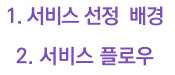 1. 서비스 선정 배경
2. 서비스 플로우